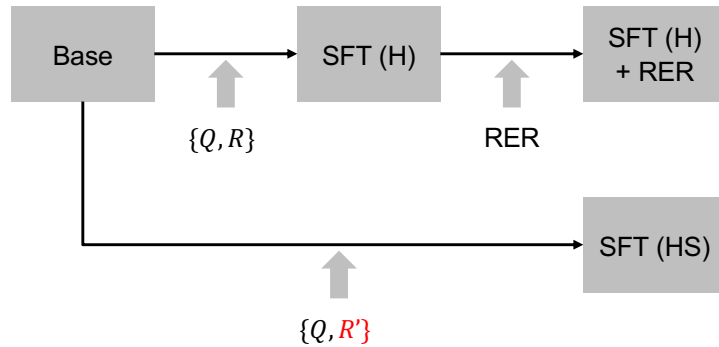 Base
SFT (H)
SFT (H)
+ RER
{Q, R}
RER
SFT (HS)
{Q, R’}